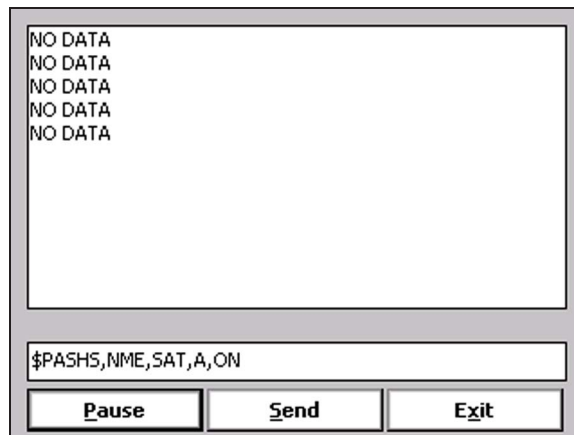 NO DATA
NO DATA
NO DATA
NO DATA
NO DATA
$PASHS,NME,SAT,A,ON
Pause Send Exit